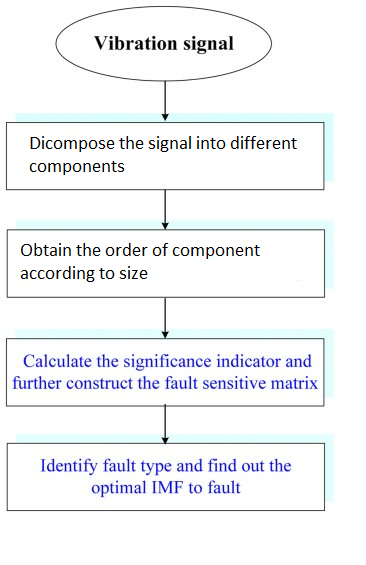 Vibration signal
Dicompose the signal into different
components
Obtain the order of component
according to size
Calculate the significance indicator and
further construct the fault sensitive matrix
Identify fault type and find out the
optimal IMF to fault